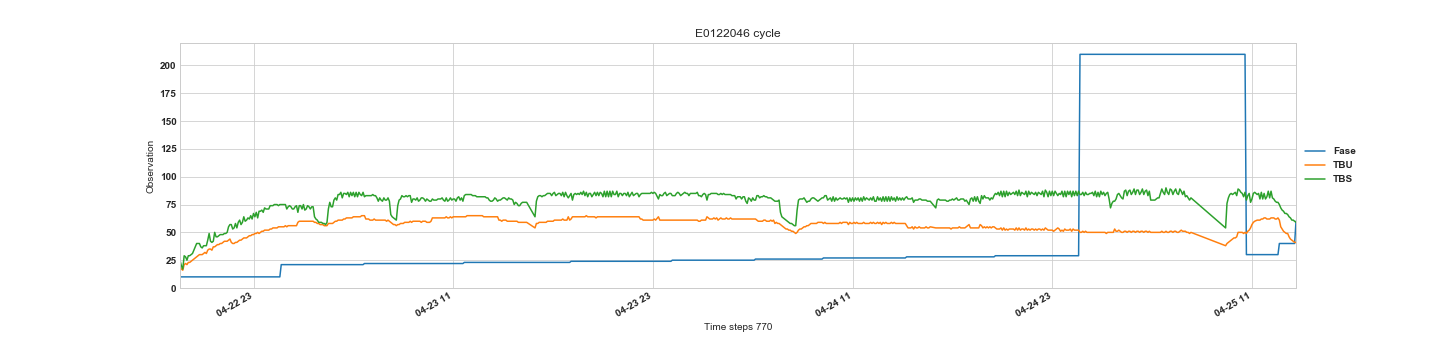 E0122046 cycle
Observation
200
175
150
125
100
75
50
25
0
04-22 23
04-23 11
04-23 23
04-24 11
04-24 23
04-25 11
Time steps 770
Fase
TBU
TBS